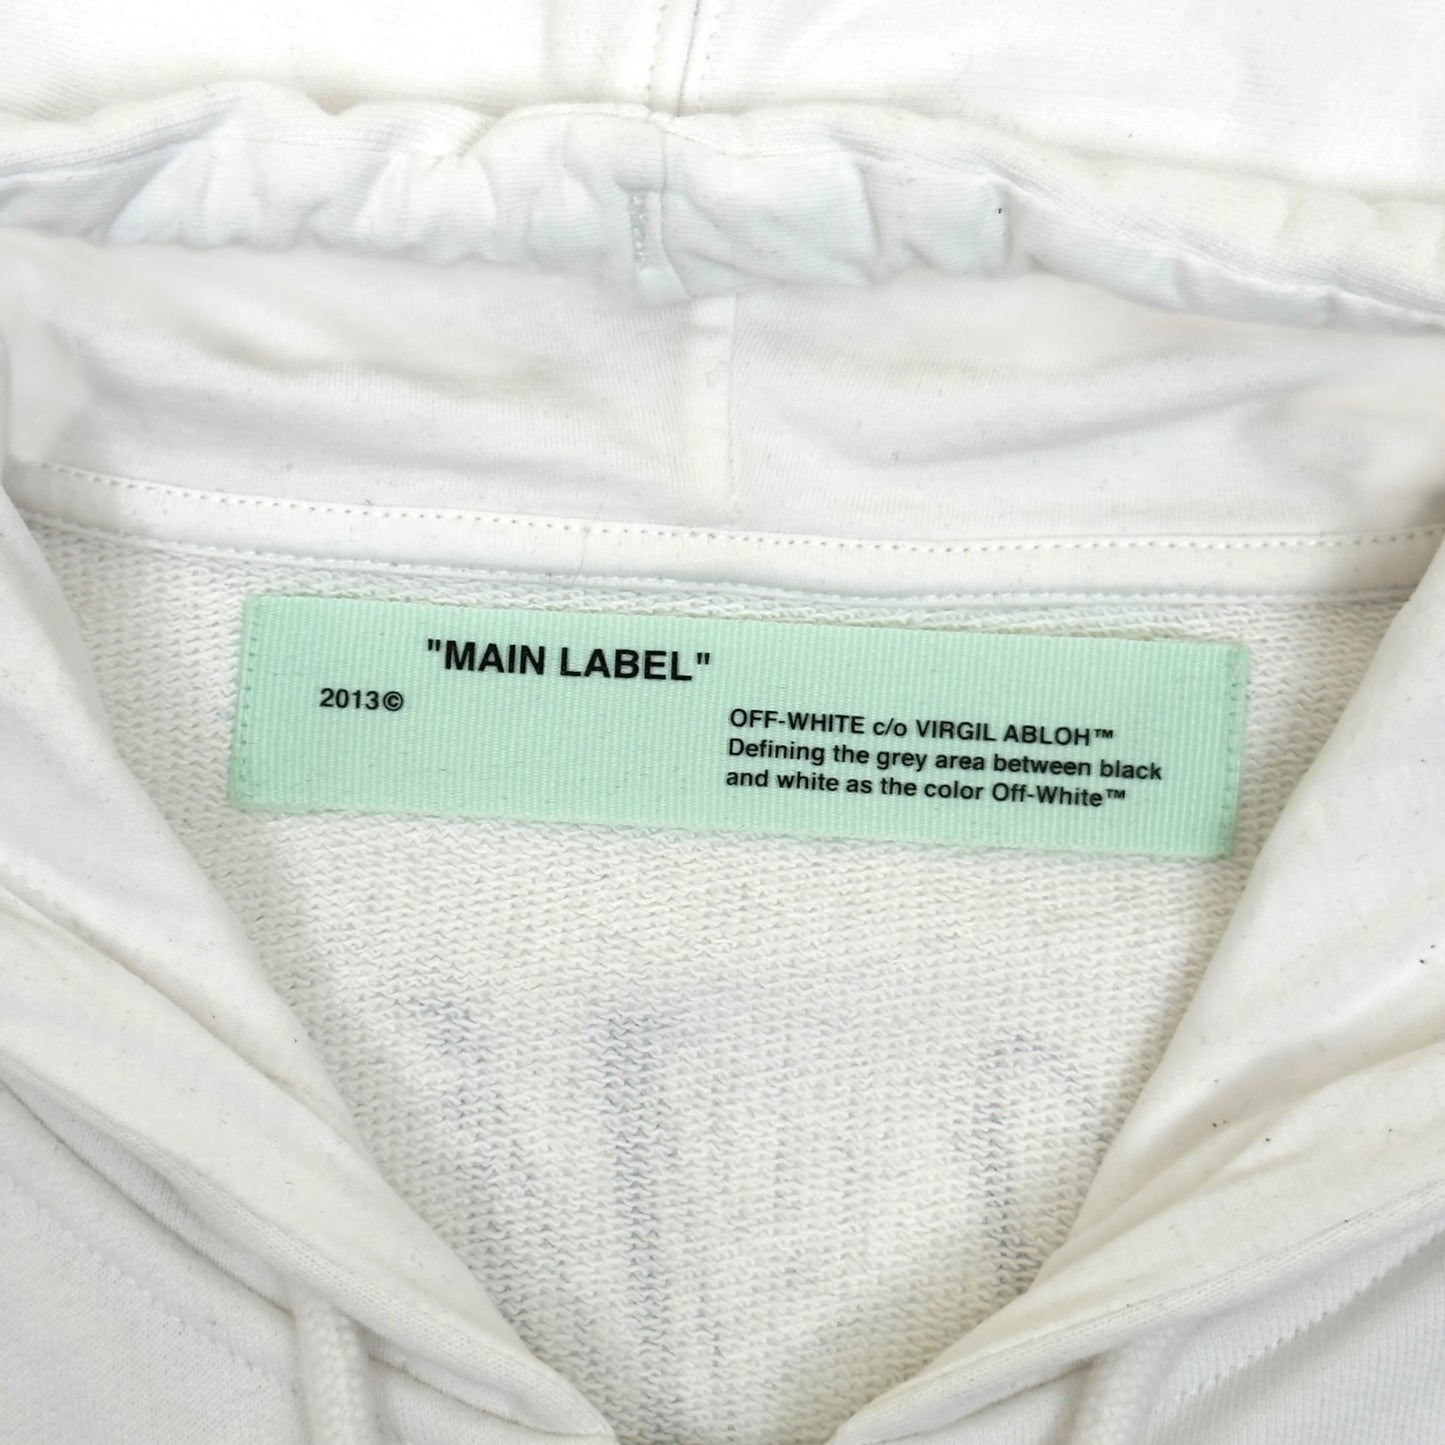 "MAIN LABEL"
2013©
OFF-WHITE c/o VIRGIL ABLOH™
Defining the grey area between black
and white as the color Off-White™